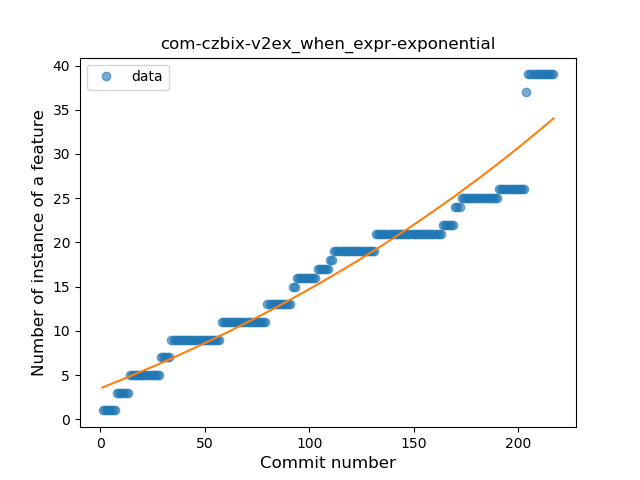 com-czbix-v2ex_when_expr-exponential
data
Number of instance of a feature
40
35
30
25
20
15
10
5
0
0 50 100 150 200
Commit number